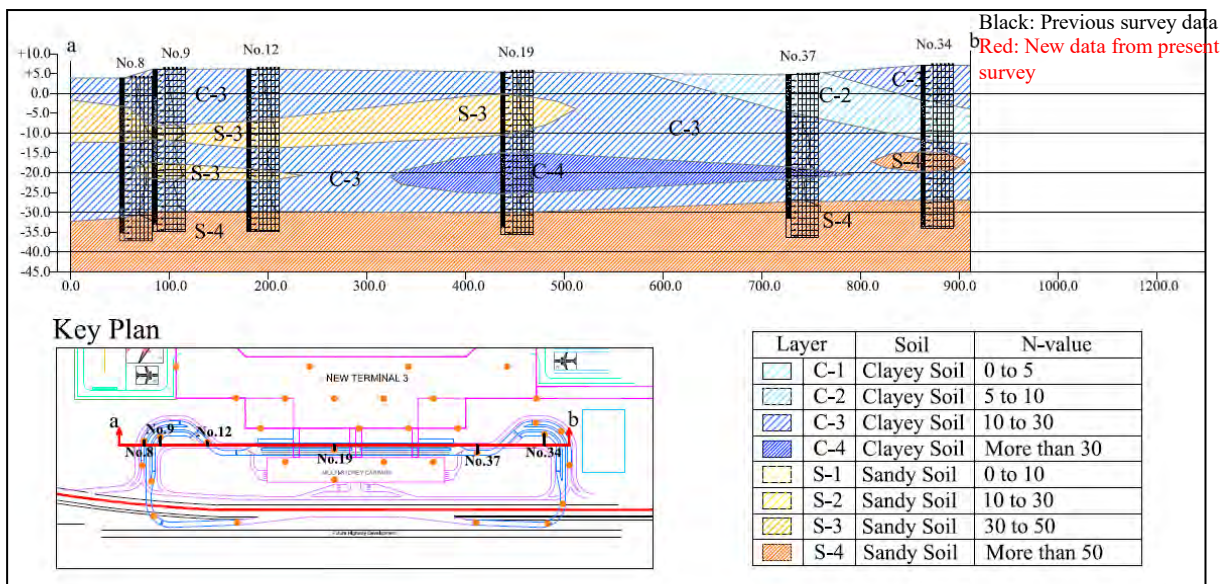 Black: Previous survey data
Red: New data from present
survey
a
b
No.8
No.9
No.12
No.19
No.37
No.34
+10.0
+5.0
0.0
-5.0
-10.0
-15.0
-20.0
-25.0
-30.0
-35.0
-40.0
-45.0
C-3
C-3
C-2
S-3
S-3
C-3
S-3
C-3
C-4
S-4
S-4
S-4
0.0
100.0
200.0
300.0
400.0
500.0
600.0
700.0
800.0
900.0
1000.0
1200.0
Key Plan
NEW TERMINAL 3
a
b
No.9
No.8
No.12
No.19
No.37
No.34
MULTI-STOREY CARPARK
Future Highway Development
Layer Soil N-value
C-1 Clayey Soil 0 to 5
C-2 Clayey Soil 5 to 10
C-3 Clayey Soil 10 to 30
C-4 Clayey Soil More than 30
S-1 Sandy Soil 0 to 10
S-2 Sandy Soil 10 to 30
S-3 Sandy Soil 30 to 50
S-4 Sandy Soil More than 50